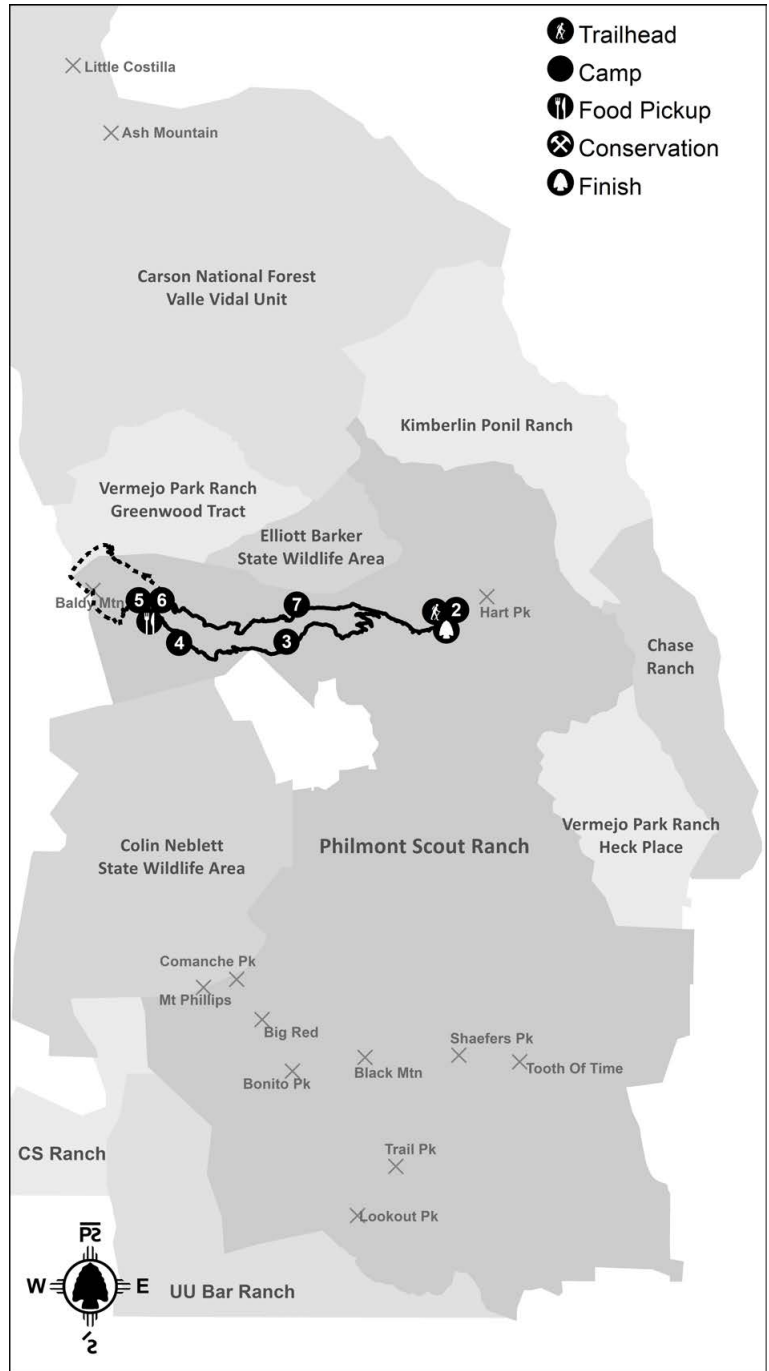 Trailhead
Camp
Food Pickup
Conservation
Finish
Little Costilla
Ash Mountain
Carson National Forest
Valle Vidal Unit
Kimberlin Ponil Ranch
Vermejo Park Ranch
Greenwood Tract
Elliott Barker
State Wildlife Area
Baldy Mtn
5
6
7
2
4
3
Hart Pk
Chase
Ranch
Colin Neblett
State Wildlife Area
Philmont Scout Ranch
Vermejo Park Ranch
Heck Place
Comanche Pk
Mt Phillips
Big Red
Bonito Pk
Black Mtn
Shaefers Pk
Tooth Of Time
Trail Pk
Lookout Pk
CS Ranch
UU Bar Ranch
W
E